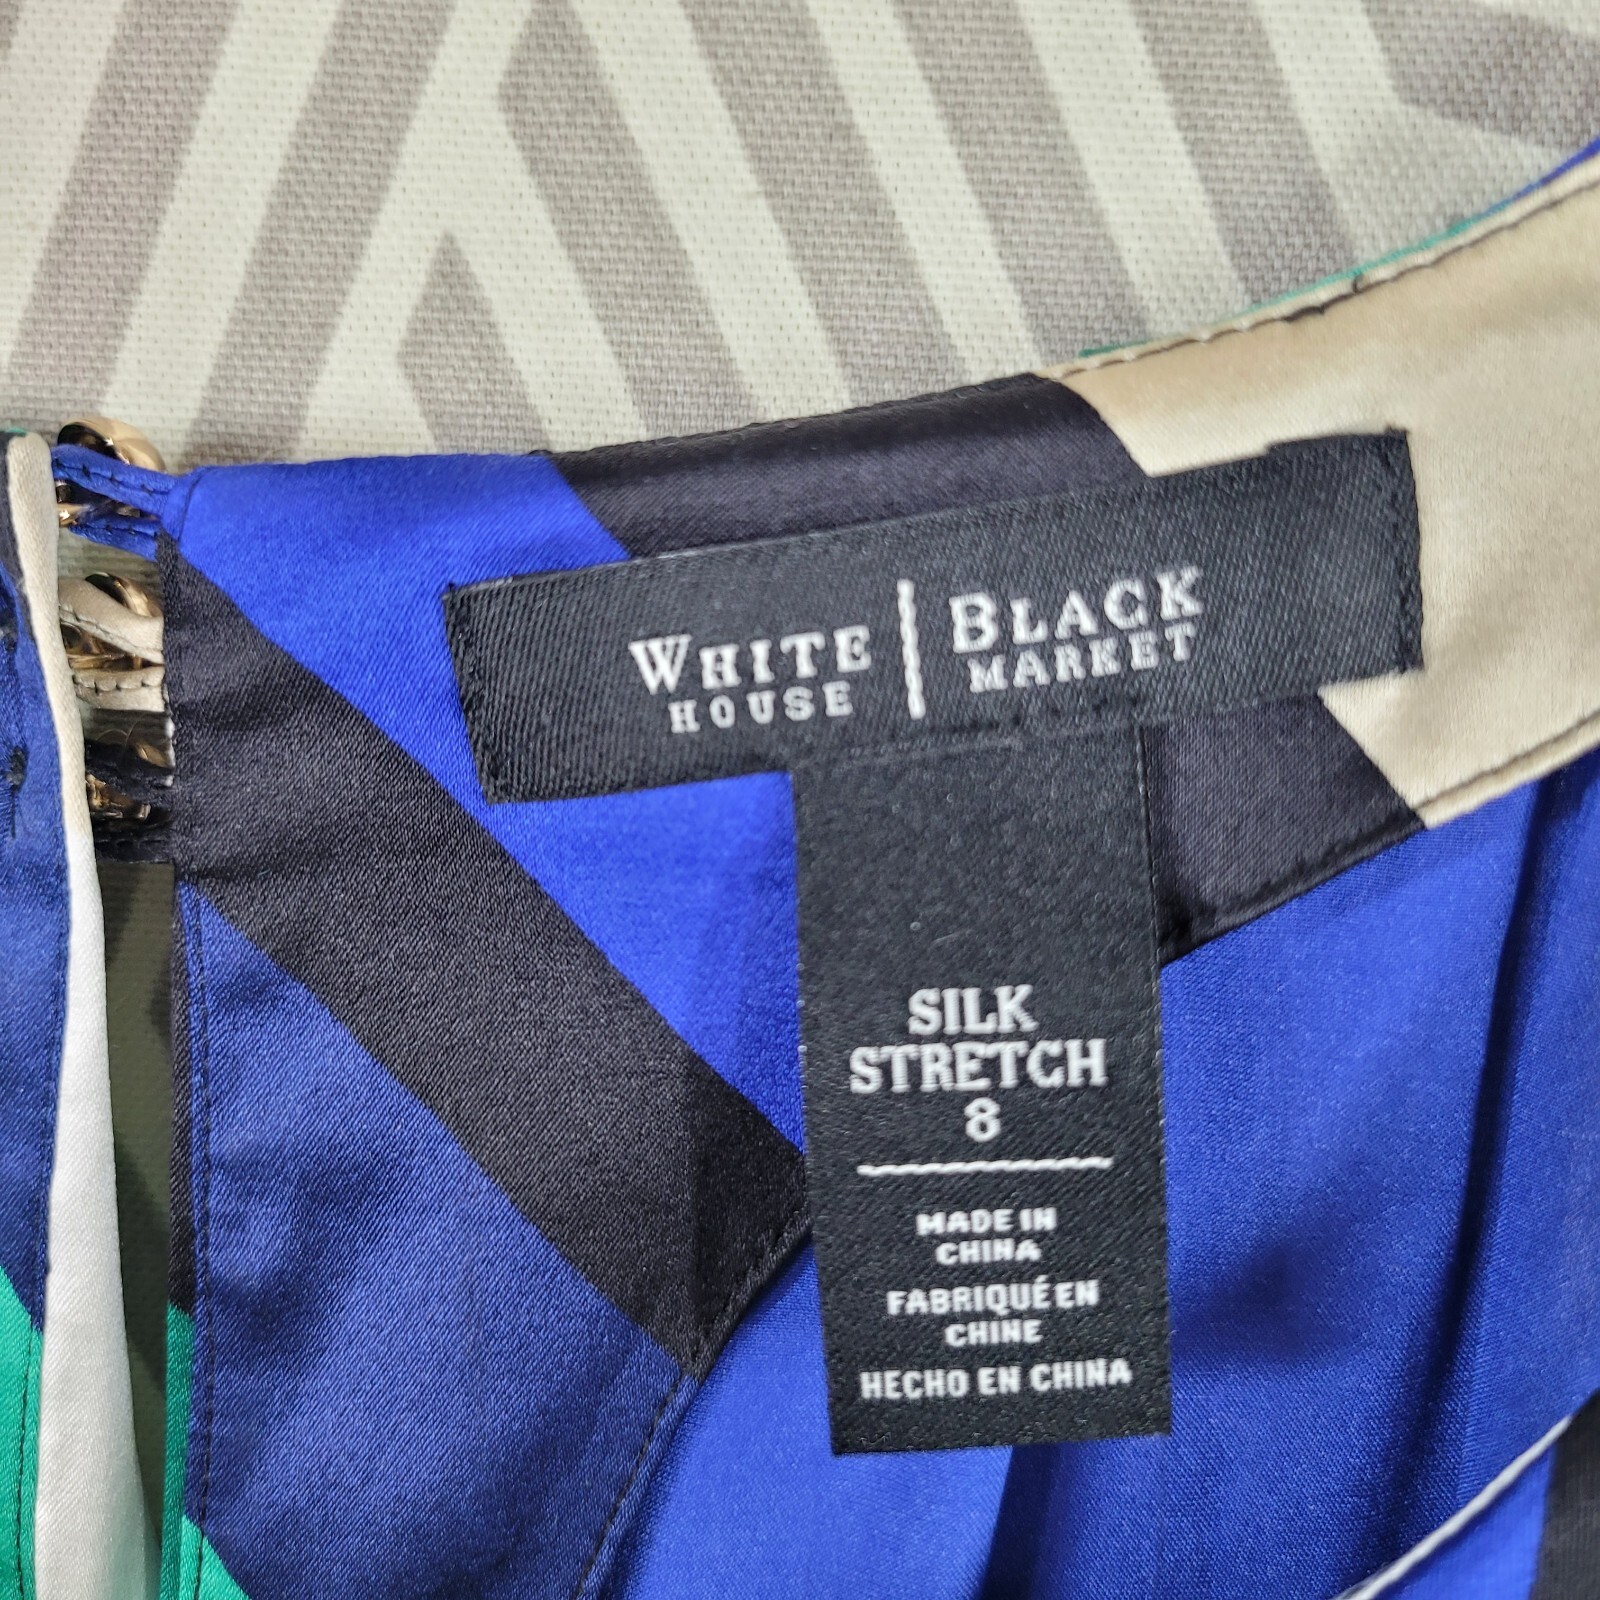 WHITE HOUSE | BLACK MARKET
SILK
STRETCH
8
MADE IN
CHINA
FABRIQUÉ EN
CHINE
HECHO EN CHINA